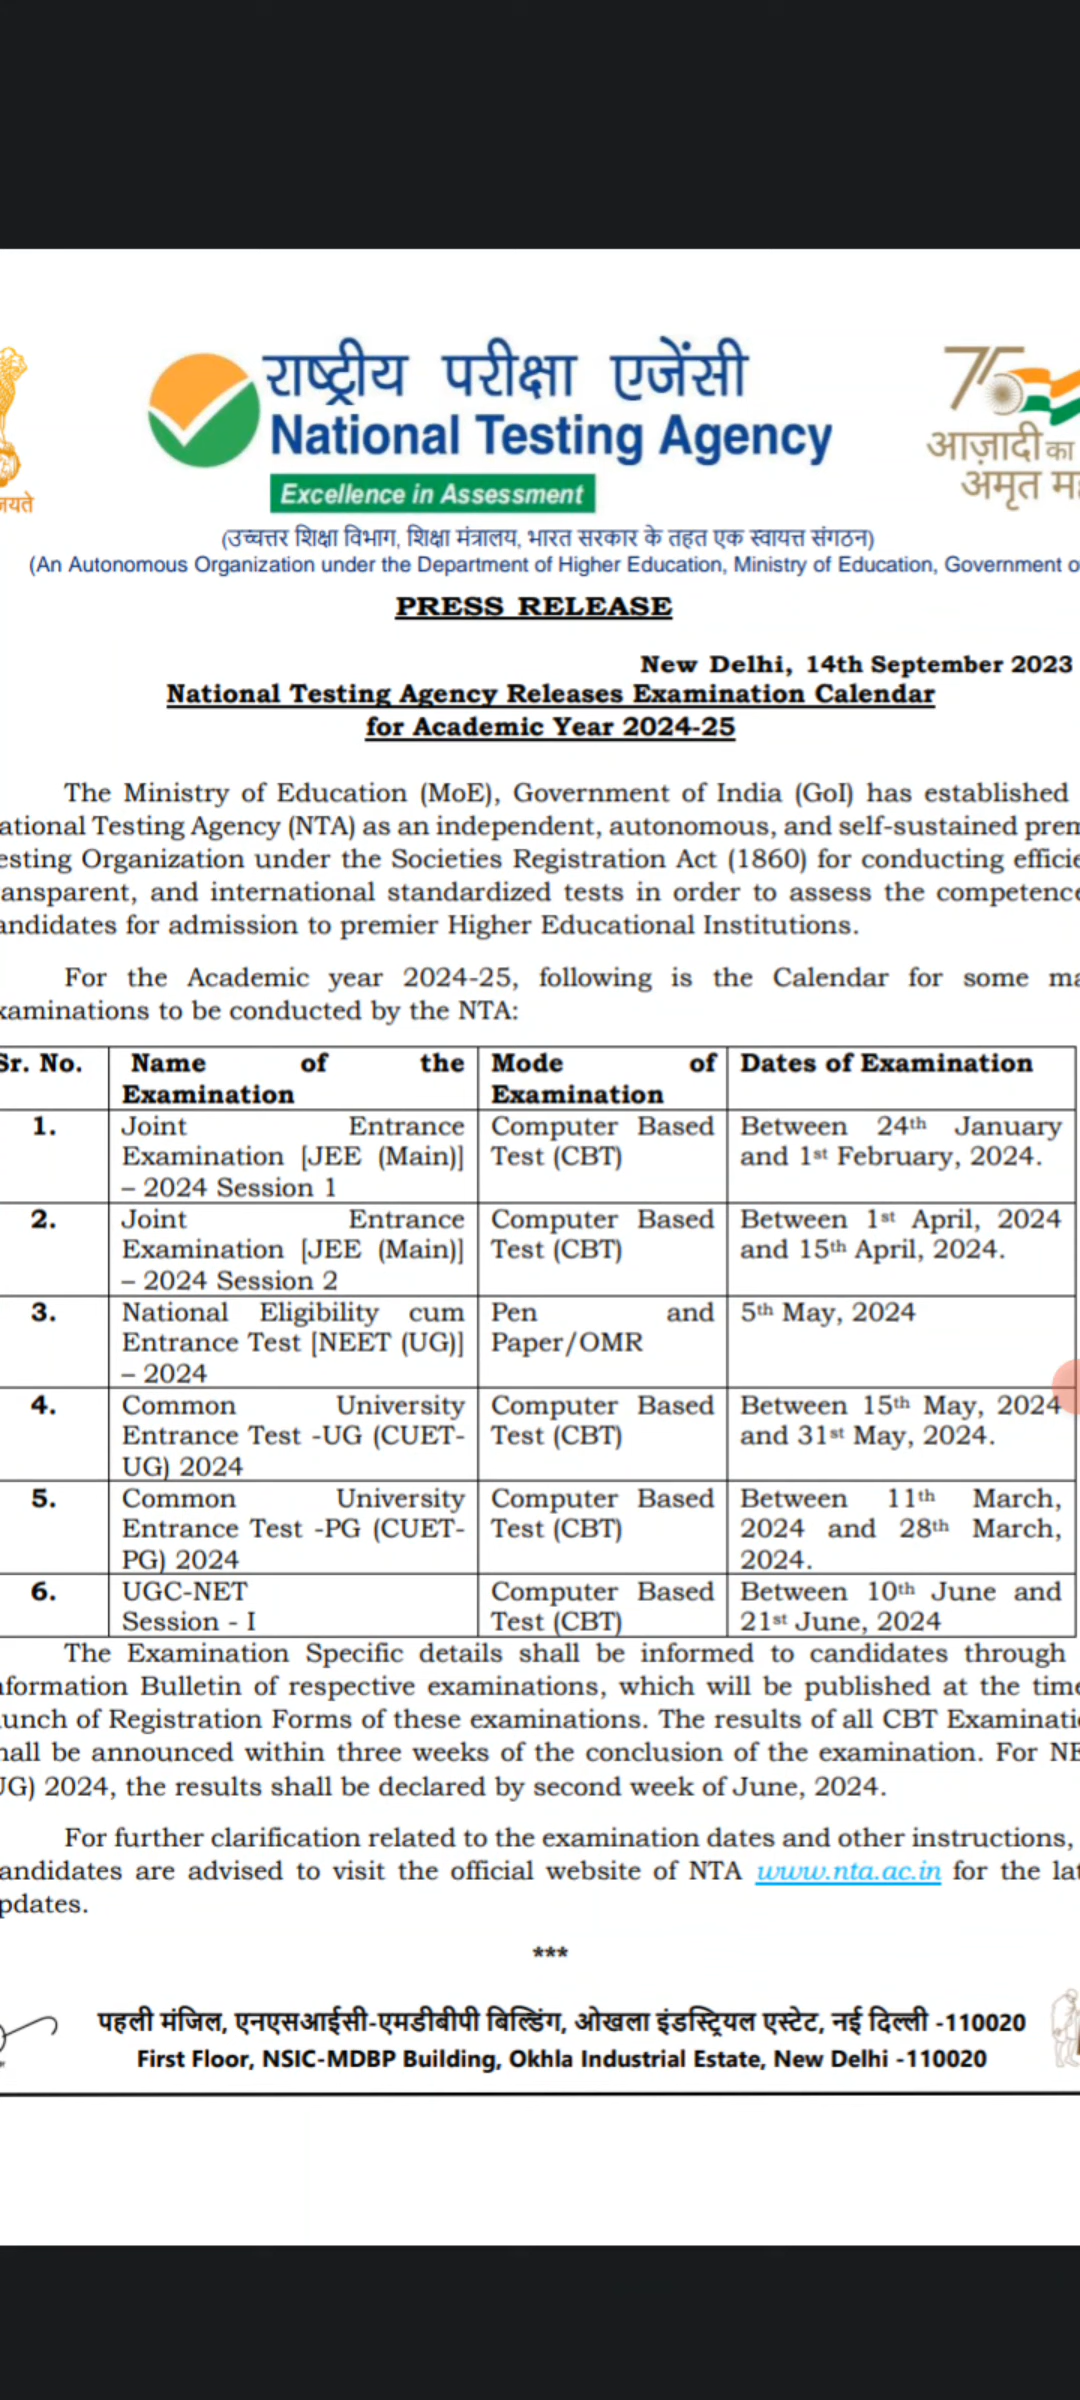 राष्ट्रीय परीक्षा एजेंसी
National Testing Agency
Excellence in Assessment
75
आज़ादी का
अमृत
(उच्चत्तर शिक्षा विभाग, शिक्षा मंत्रालय, भारत सरकार के तहत एक स्वायत्त संगठन)
(An Autonomous Organization under the Department of Higher Education, Ministry of Education, Government o
PRESS RELEASE
New Delhi, 14th September 2023
National Testing Agency Releases Examination Calendar
for Academic Year 2024-25
The Ministry of Education (MoE), Government of India (GoI) has established
ational Testing Agency (NTA) as an independent, autonomous, and self-sustained prem
esting Organization under the Societies Registration Act (1860) for conducting efficie
ansparent, and international standardized tests in order to assess the competence
andidates for admission to premier Higher Educational Institutions.
For the Academic year 2024-25, following is the Calendar for some ma
xaminations to be conducted by the NTA:
Sr. No. Name of the Mode of Dates of Examination
Examination Examination
1. Joint Entrance Computer Based Between 24th January
Examination [JEE (Main)] Test (CBT) and 1st February, 2024.
– 2024 Session 1
2. Joint Entrance Computer Based Between 1st April, 2024
Examination [JEE (Main)] Test (CBT) and 15th April, 2024.
– 2024 Session 2
3. National Eligibility cum Pen and 5th May, 2024
Entrance Test [NEET (UG)] Paper/OMR
– 2024
4. Common University Computer Based Between 15th May, 2024
Entrance Test -UG (CUET- Test (CBT) and 31st May, 2024.
UG) 2024
5. Common University Computer Based Between 11th March,
Entrance Test -PG (CUET- Test (CBT) 2024 and 28th March,
PG) 2024 2024.
6. UGC-NET Computer Based Between 10th June and
Session - I Test (CBT) 21st June, 2024
The Examination Specific details shall be informed to candidates through
nformation Bulletin of respective examinations, which will be published at the time
unch of Registration Forms of these examinations. The results of all CBT Examinati
hall be announced within three weeks of the conclusion of the examination. For NE
UG) 2024, the results shall be declared by second week of June, 2024.
For further clarification related to the examination dates and other instructions,
andidates are advised to visit the official website of NTA www.nta.ac.in for the lat
pdates.
***
पहली मंजिल, एनएसआईसी-एमडीबीपी बिल्डिंग, ओखला इंडस्ट्रियल एस्टेट, नई दिल्ली -110020
First Floor, NSIC-MDBP Building, Okhla Industrial Estate, New Delhi -110020